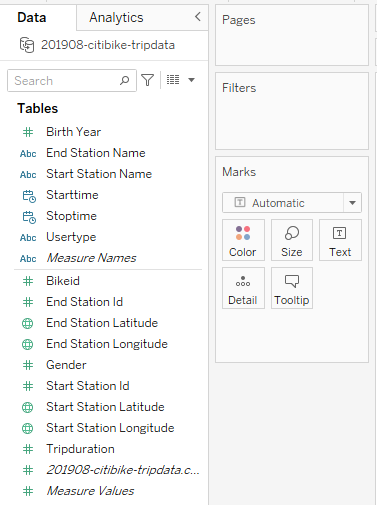 Data
Analytics
201908-citibike-tripdata
Search
Tables
# Birth Year
Abc End Station Name
Abc Start Station Name
Starttime
Stoptime
Abc Usertype
Abc Measure Names
# Bikeid
# End Station Id
End Station Latitude
End Station Longitude
# Gender
# Start Station Id
Start Station Latitude
Start Station Longitude
# Tripduration
# 201908-citibike-tripdata.c...
# Measure Values
Pages
Filters
Marks
T Automatic
Color
Size
T Text
Detail
Tooltip